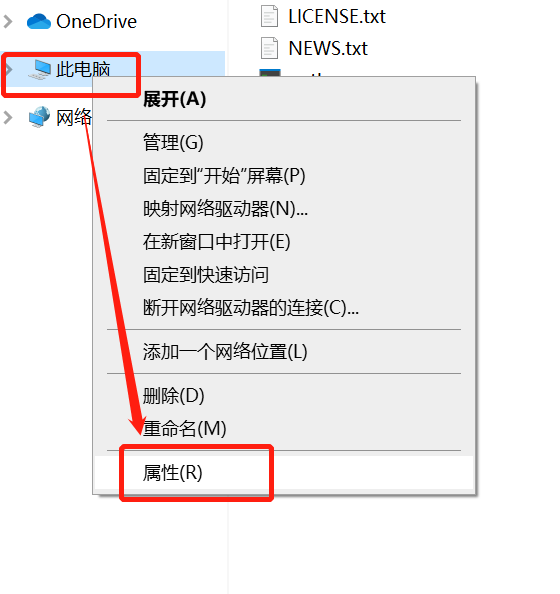 OneDrive
此电脑
网络
LICENSE.txt
NEWS.txt
展开(A)
管理(G)
固定到“开始”屏幕(P)
映射网络驱动器(N)...
在新窗口中打开(E)
固定到快速访问
断开网络驱动器的连接(C)...
添加一个网络位置(L)
删除(D)
重命名(M)
属性(R)